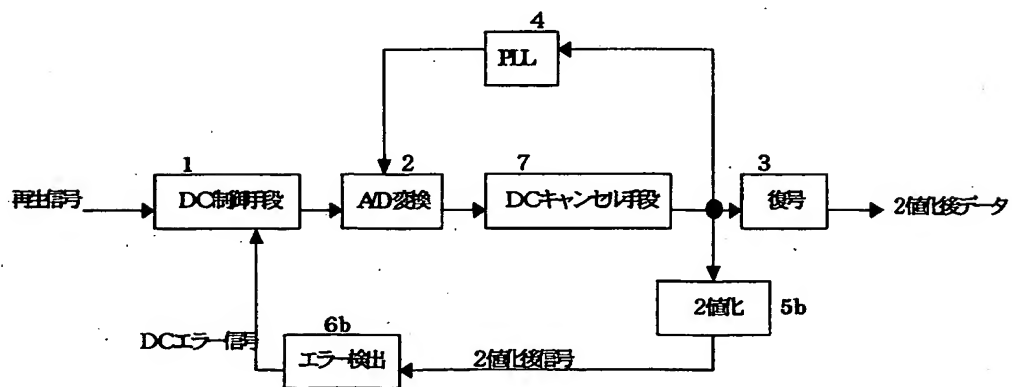 4
PLL
1
2
7
3
再生信号
DC制御手段
A/D変換
DCキャンセル手段
復号
2値化後データ
2値化
5b
DCエラー信号
6b
エラー検出
2値化後信号